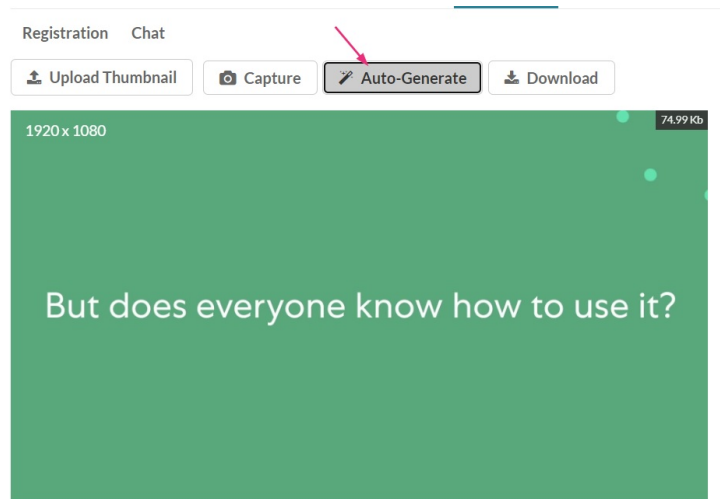 Registration Chat
Upload Thumbnail Capture Auto-Generate Download
1920 x 1080 74.99 Kb
But does everyone know how to use it?